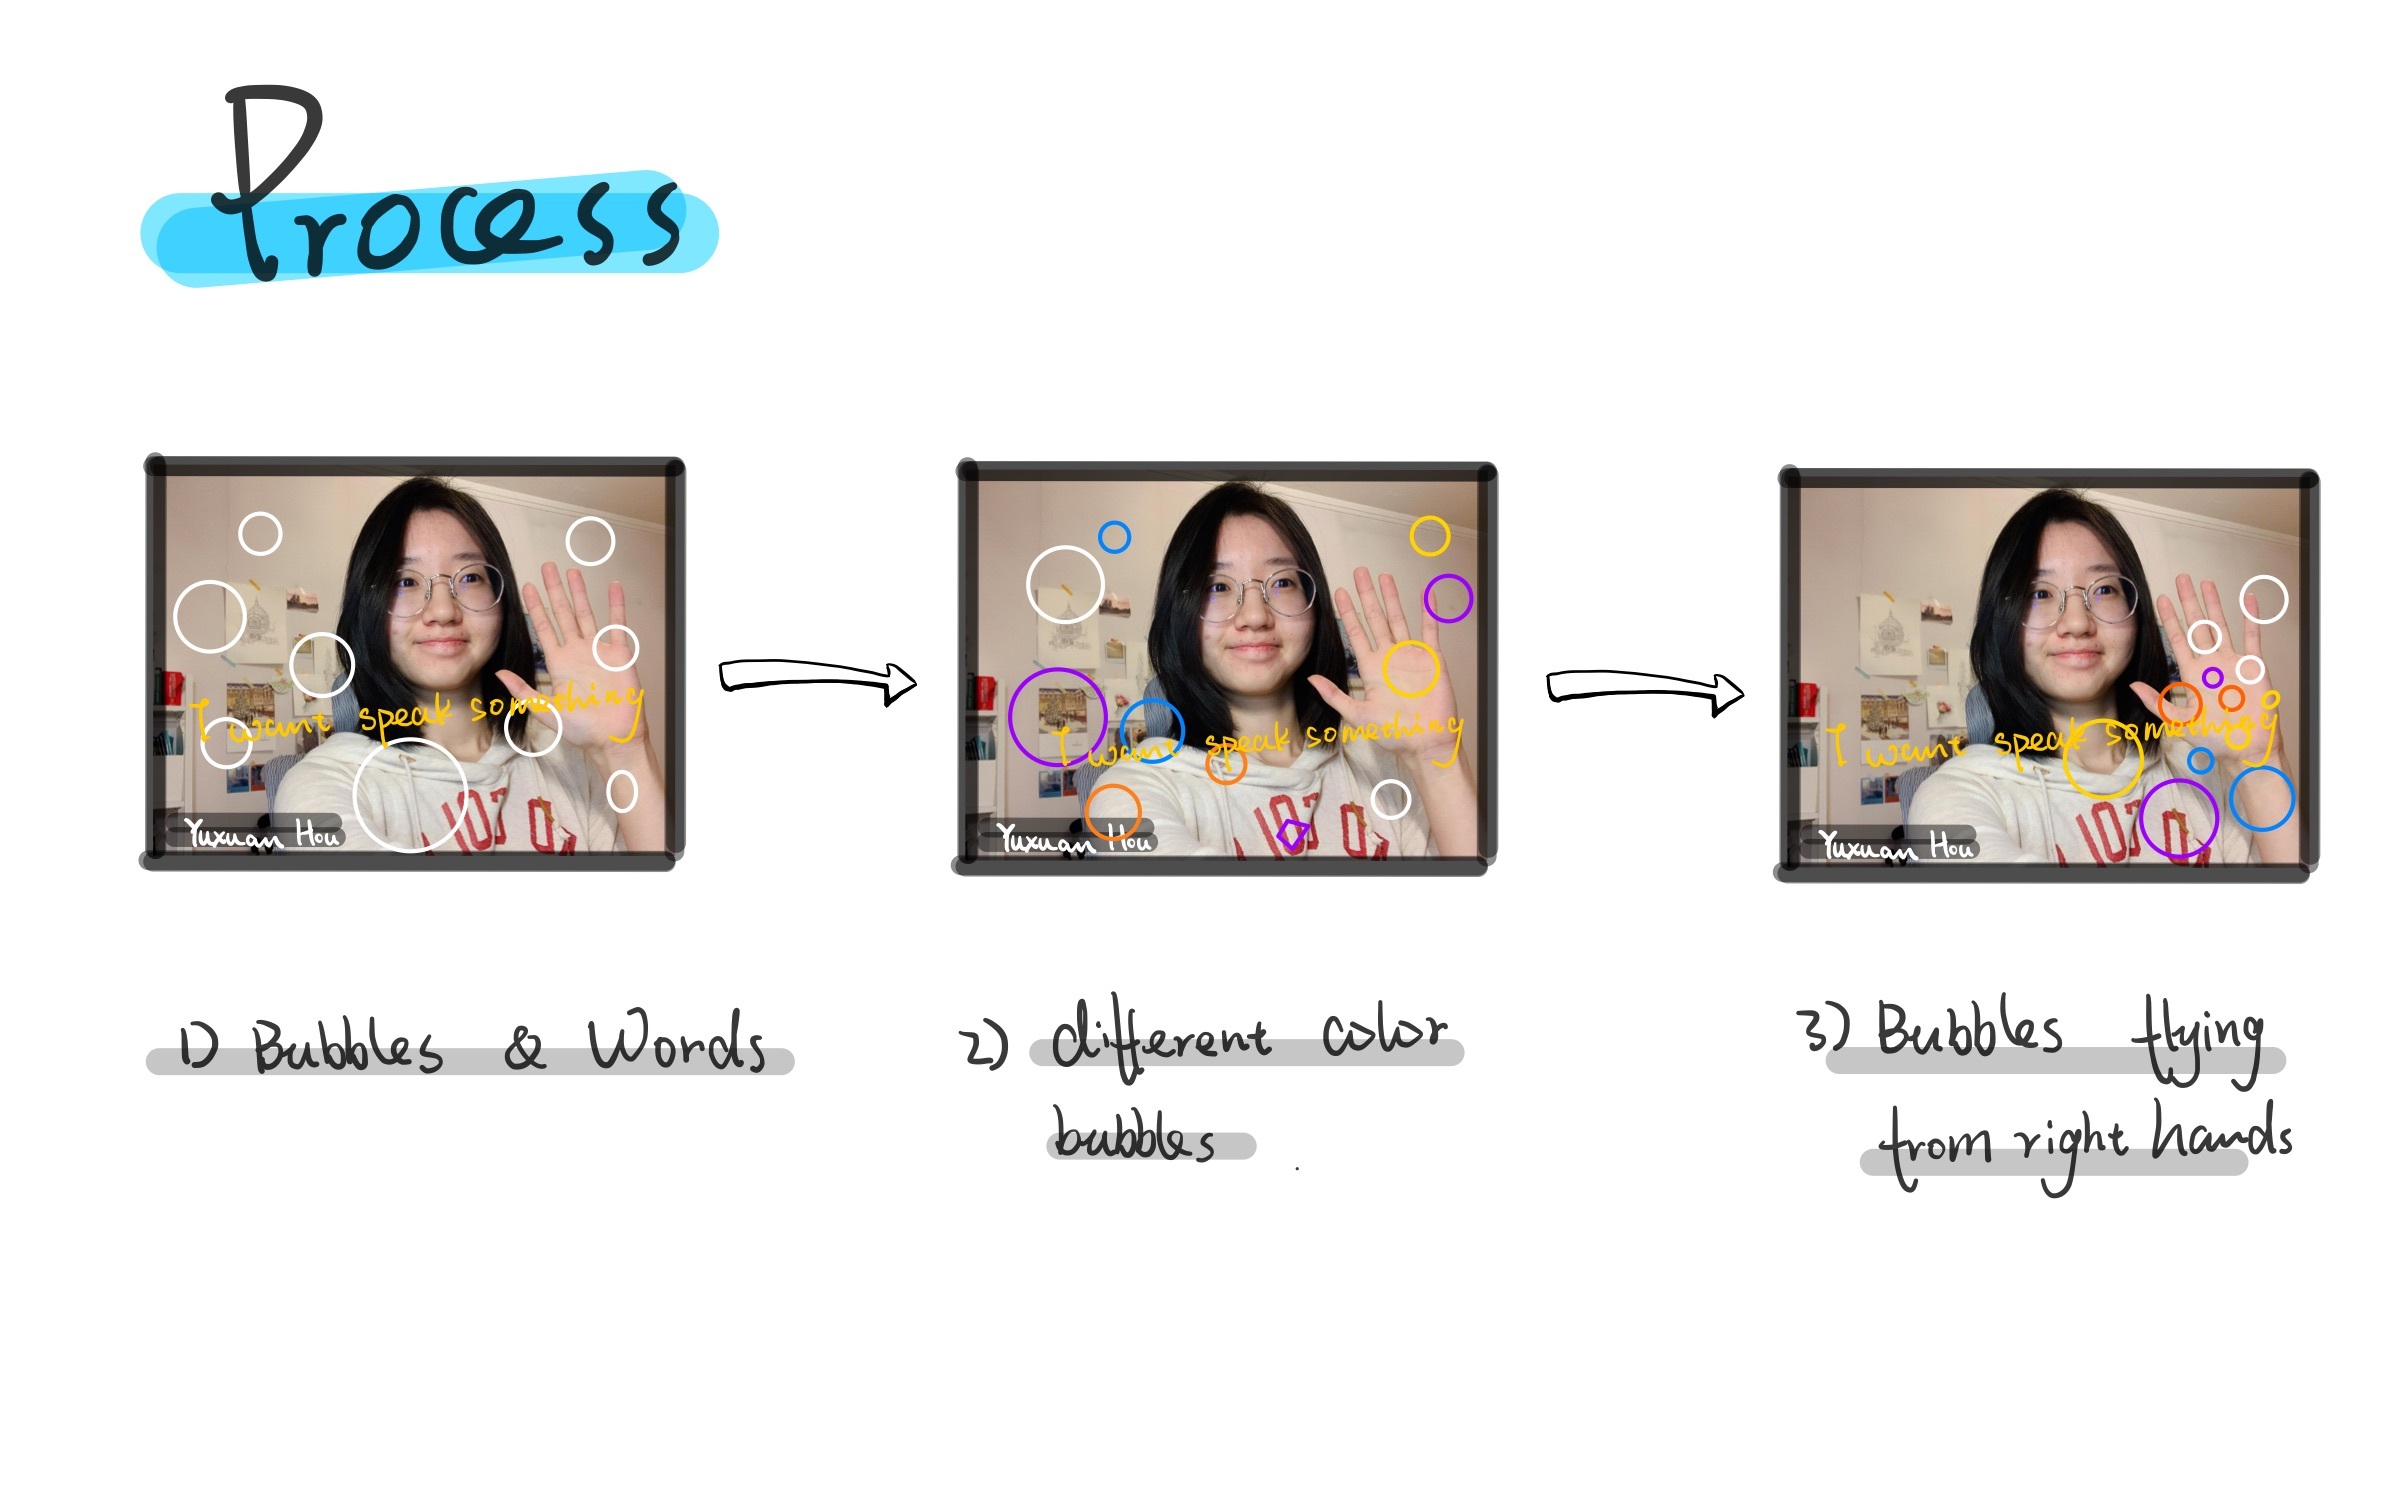 Process
I want speak something
Yuxuan Hou
I want speak something
Yuxuan Hou
I want speak something
Yuxuan Hou
1) Bubbles & Words
2) different color
bubbles
3) Bubbles flying
from right hands